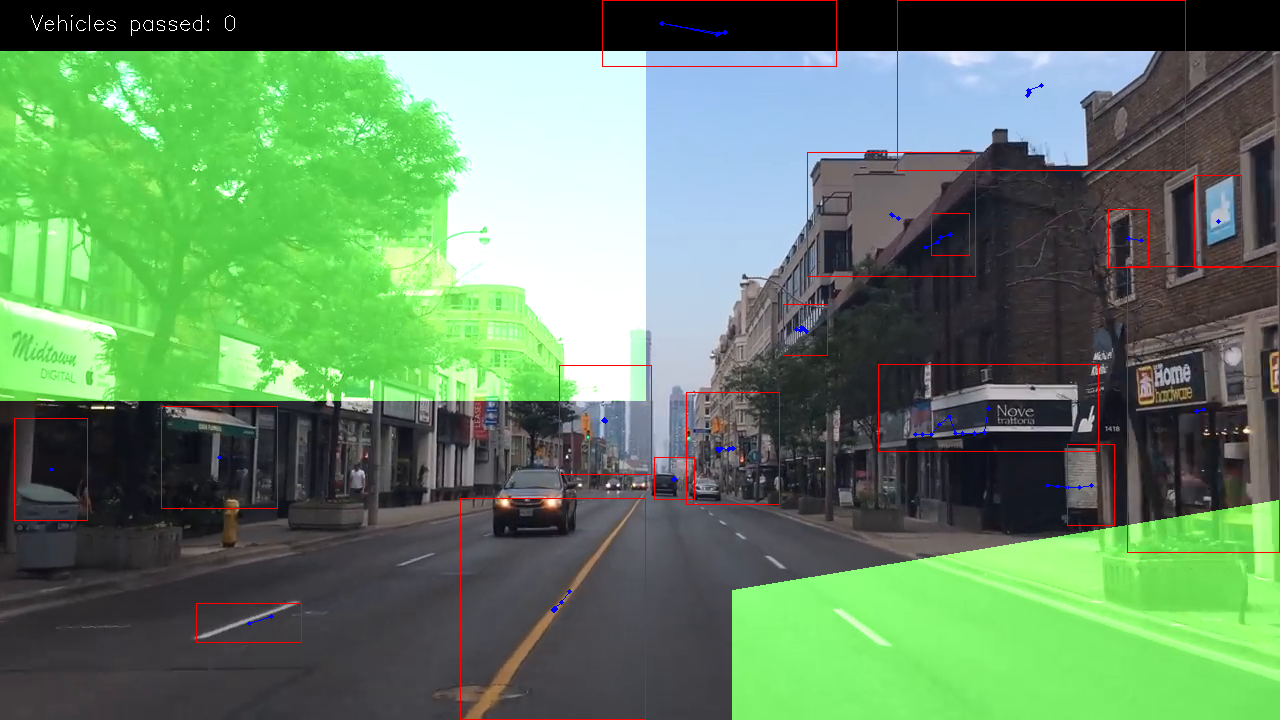 Vehicles passed: 0
Midtown
DIGITAL
Home
hardware
Nove
trattoria
1418